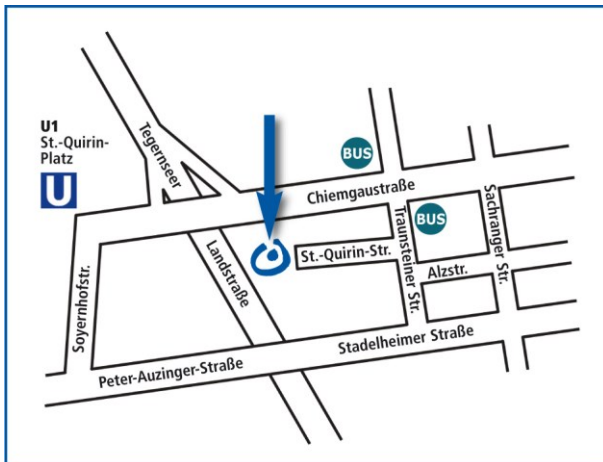 U1
St.-Quirin-
Platz
U
Tegernseer
Landstraße
BUS
Chiemgaustraße
BUS
Traunsteiner Str.
Sachranger Str.
St.-Quirin-Str.
Alzstr.
Soyernhofstr.
Stadelheimer Straße
Peter-Auzinger-Straße